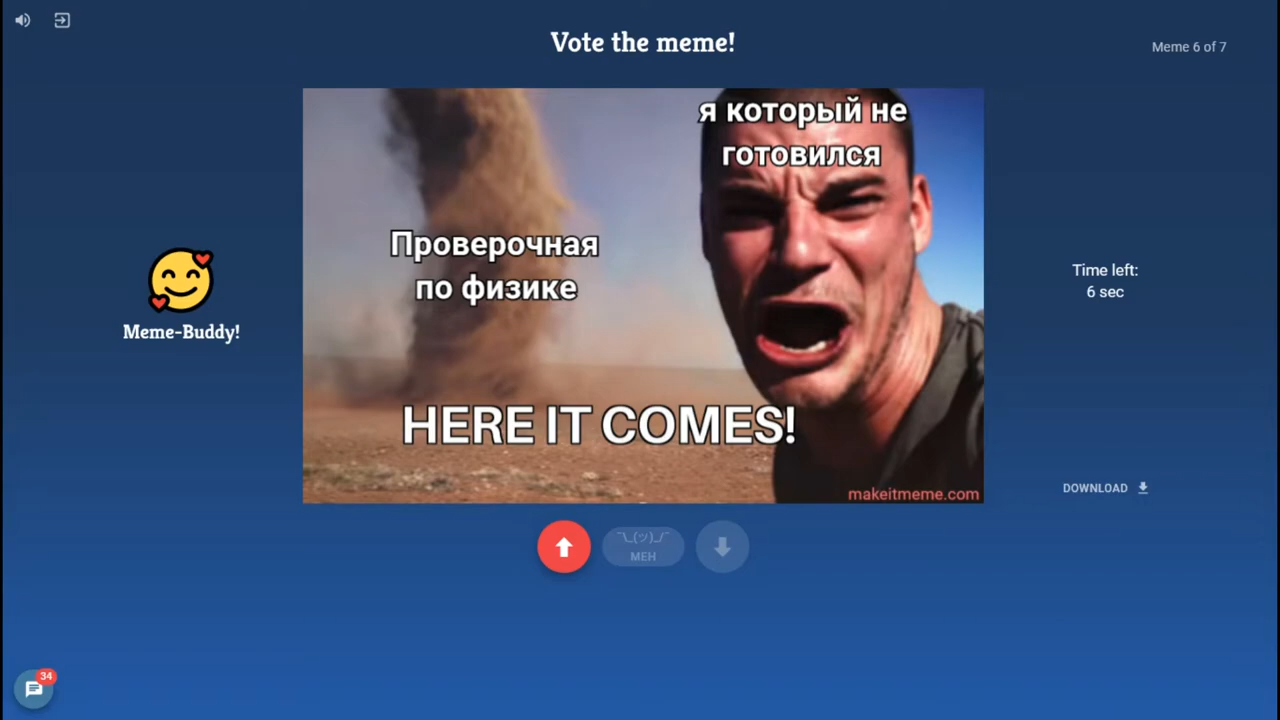 Vote the meme!
Meme 6 of 7
я который не
готовился
Проверочная
по физике
Time left:
6 sec
Meme-Buddy!
HERE IT COMES!
DOWNLOAD
makeitmeme.com
¯\_(ツ)_/¯
MEH
34